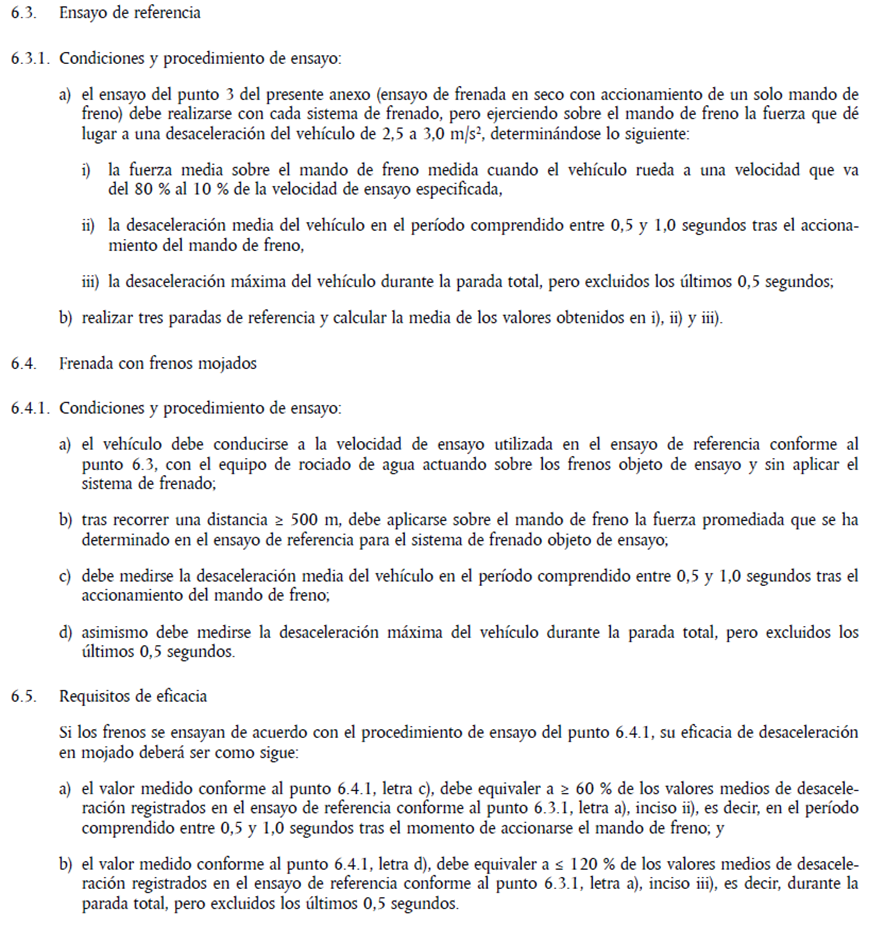 6.3. Ensayo de referencia
6.3.1. Condiciones y procedimiento de ensayo:
a) el ensayo del punto 3 del presente anexo (ensayo de frenada en seco con accionamiento de un solo mando de
freno) debe realizarse con cada sistema de frenado, pero ejerciendo sobre el mando de freno la fuerza que dé
lugar a una desaceleración del vehículo de 2,5 a 3,0 m/s², determinándose lo siguiente:
i) la fuerza media sobre el mando de freno medida cuando el vehículo rueda a una velocidad que va
del 80 % al 10 % de la velocidad de ensayo especificada,
ii) la desaceleración media del vehículo en el período comprendido entre 0,5 y 1,0 segundos tras el acciona-
miento del mando de freno,
iii) la desaceleración máxima del vehículo durante la parada total, pero excluidos los últimos 0,5 segundos;
b) realizar tres paradas de referencia y calcular la media de los valores obtenidos en i), ii) y iii).
6.4. Frenada con frenos mojados
6.4.1. Condiciones y procedimiento de ensayo:
a) el vehículo debe conducirse a la velocidad de ensayo utilizada en el ensayo de referencia conforme al
punto 6.3, con el equipo de rociado de agua actuando sobre los frenos objeto de ensayo y sin aplicar el
sistema de frenado;
b) tras recorrer una distancia ≥ 500 m, debe aplicarse sobre el mando de freno la fuerza promediada que se ha
determinado en el ensayo de referencia para el sistema de frenado objeto de ensayo;
c) debe medirse la desaceleración media del vehículo en el período comprendido entre 0,5 y 1,0 segundos tras el
accionamiento del mando de freno;
d) asimismo debe medirse la desaceleración máxima del vehículo durante la parada total, pero excluidos los
últimos 0,5 segundos.
6.5. Requisitos de eficacia
Si los frenos se ensayan de acuerdo con el procedimiento de ensayo del punto 6.4.1, su eficacia de desaceleración
en mojado deberá ser como sigue:
a) el valor medido conforme al punto 6.4.1, letra c), debe equivaler a ≥ 60 % de los valores medios de desacele-
ración registrados en el ensayo de referencia conforme al punto 6.3.1, letra a), inciso ii), es decir, en el período
comprendido entre 0,5 y 1,0 segundos tras el momento de accionarse el mando de freno; y
b) el valor medido conforme al punto 6.4.1, letra d), debe equivaler a ≤ 120 % de los valores medios de desacele-
ración registrados en el ensayo de referencia conforme al punto 6.3.1, letra a), inciso iii), es decir, durante la
parada total, pero excluidos los últimos 0,5 segundos.